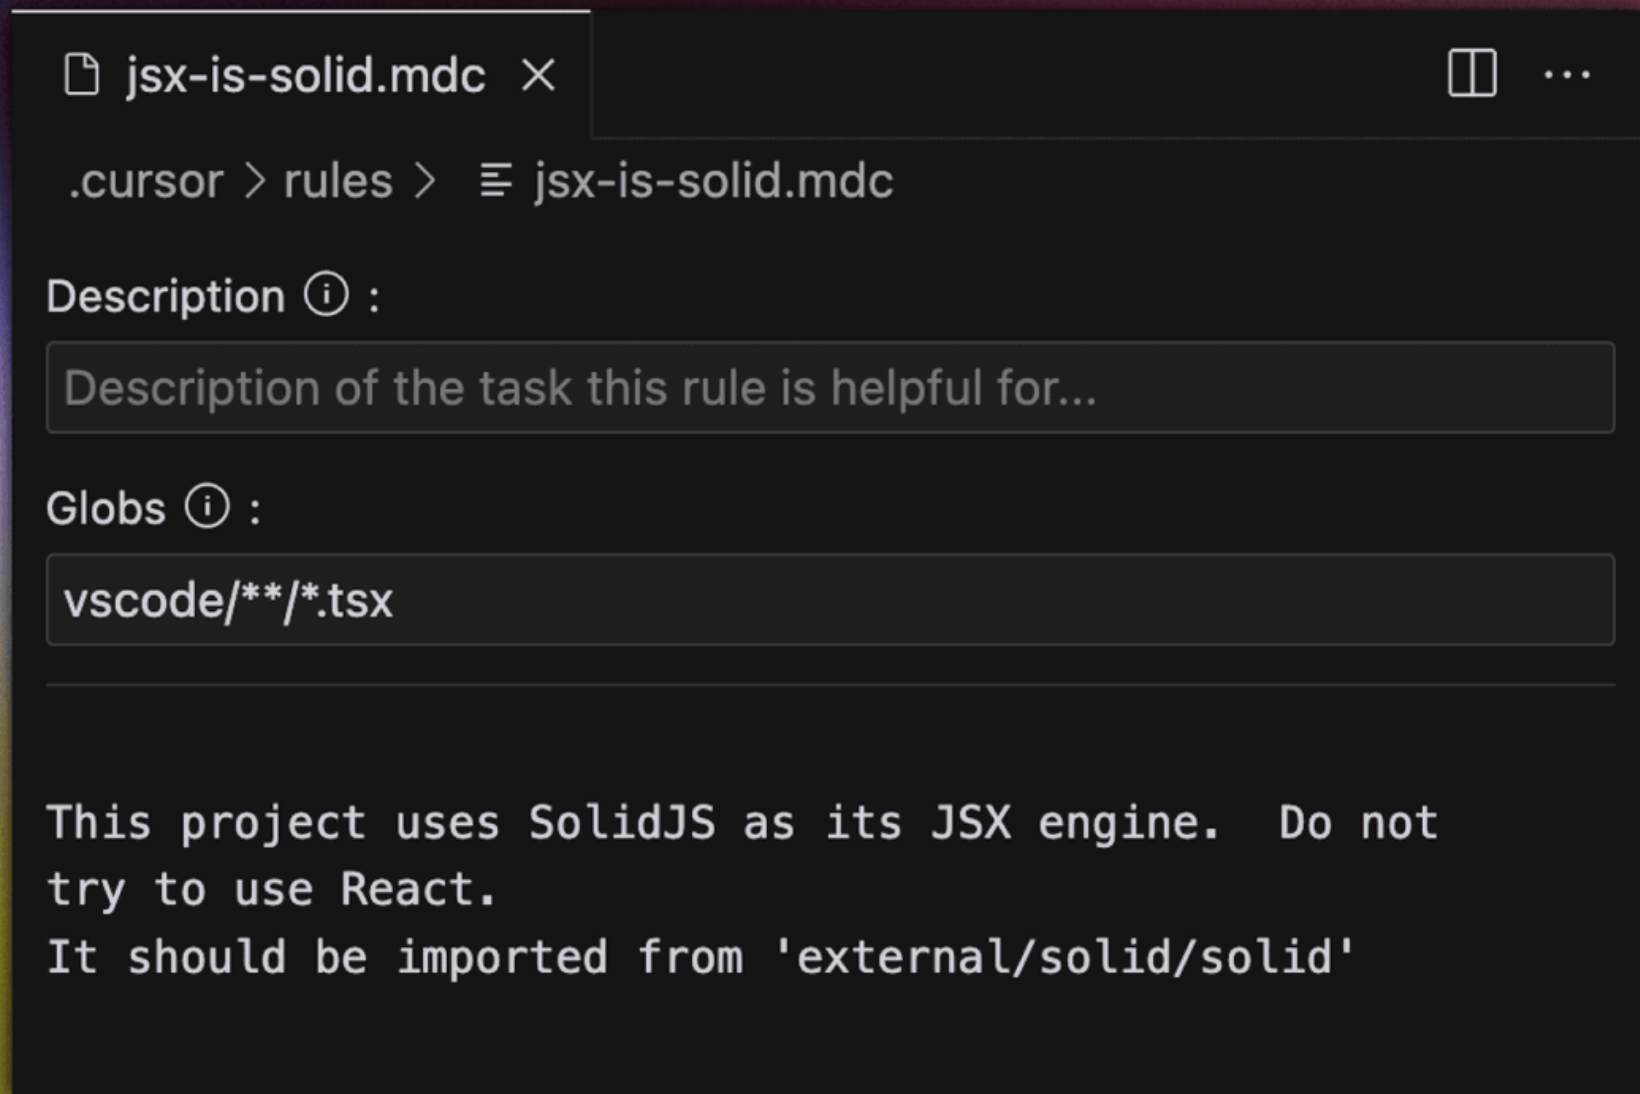 jsx-is-solid.mdc
.cursor > rules > jsx-is-solid.mdc
Description :
Description of the task this rule is helpful for...
Globs :
vscode/**/*.tsx
This project uses SolidJS as its JSX engine.  Do not
try to use React.
It should be imported from 'external/solid/solid'